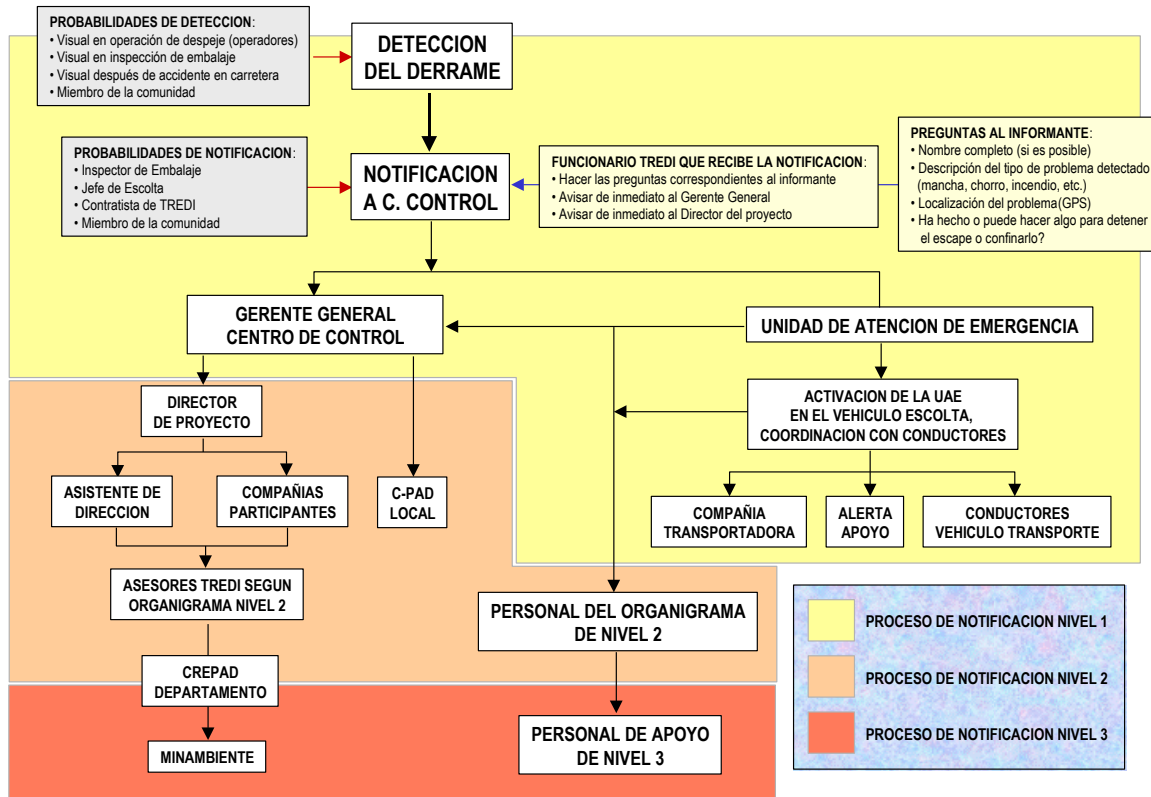 PROBABILIDADES DE DETECCION:
• Visual en operación de despeje (operadores)
• Visual en inspección de embalaje
• Visual después de accidente en carretera
• Miembro de la comunidad
DETECCION
DEL DERRAME
PROBABILIDADES DE NOTIFICACION:
• Inspector de Embalaje
• Jefe de Escolta
• Contratista de TREDI
• Miembro de la comunidad
NOTIFICACION
A C. CONTROL
FUNCIONARIO TREDI QUE RECIBE LA NOTIFICACION:
• Hacer las preguntas correspondientes al informante
• Avisar de inmediato al Gerente General
• Avisar de inmediato al Director del proyecto
PREGUNTAS AL INFORMANTE:
• Nombre completo (si es posible)
• Descripción del tipo de problema detectado
(mancha, chorro, incendio, etc.)
• Localización del problema(GPS)
• Ha hecho o puede hacer algo para detener
el escape o confinarlo?
GERENTE GENERAL
CENTRO DE CONTROL
UNIDAD DE ATENCION DE EMERGENCIA
DIRECTOR
DE PROYECTO
ACTIVACION DE LA UAE
EN EL VEHICULO ESCOLTA,
COORDINACION CON CONDUCTORES
ASISTENTE DE
DIRECCION
COMPAÑIAS
PARTICIPANTES
C-PAD
LOCAL
COMPAÑIA
TRANSPORTADORA
ALERTA
APOYO
CONDUCTORES
VEHICULO TRANSPORTE
ASESORES TREDI SEGUN
ORGANIGRAMA NIVEL 2
PERSONAL DEL ORGANIGRAMA
DE NIVEL 2
CREPAD
DEPARTAMENTO
MINAMBIENTE
PERSONAL DE APOYO
DE NIVEL 3
PROCESO DE NOTIFICACION NIVEL 1
PROCESO DE NOTIFICACION NIVEL 2
PROCESO DE NOTIFICACION NIVEL 3